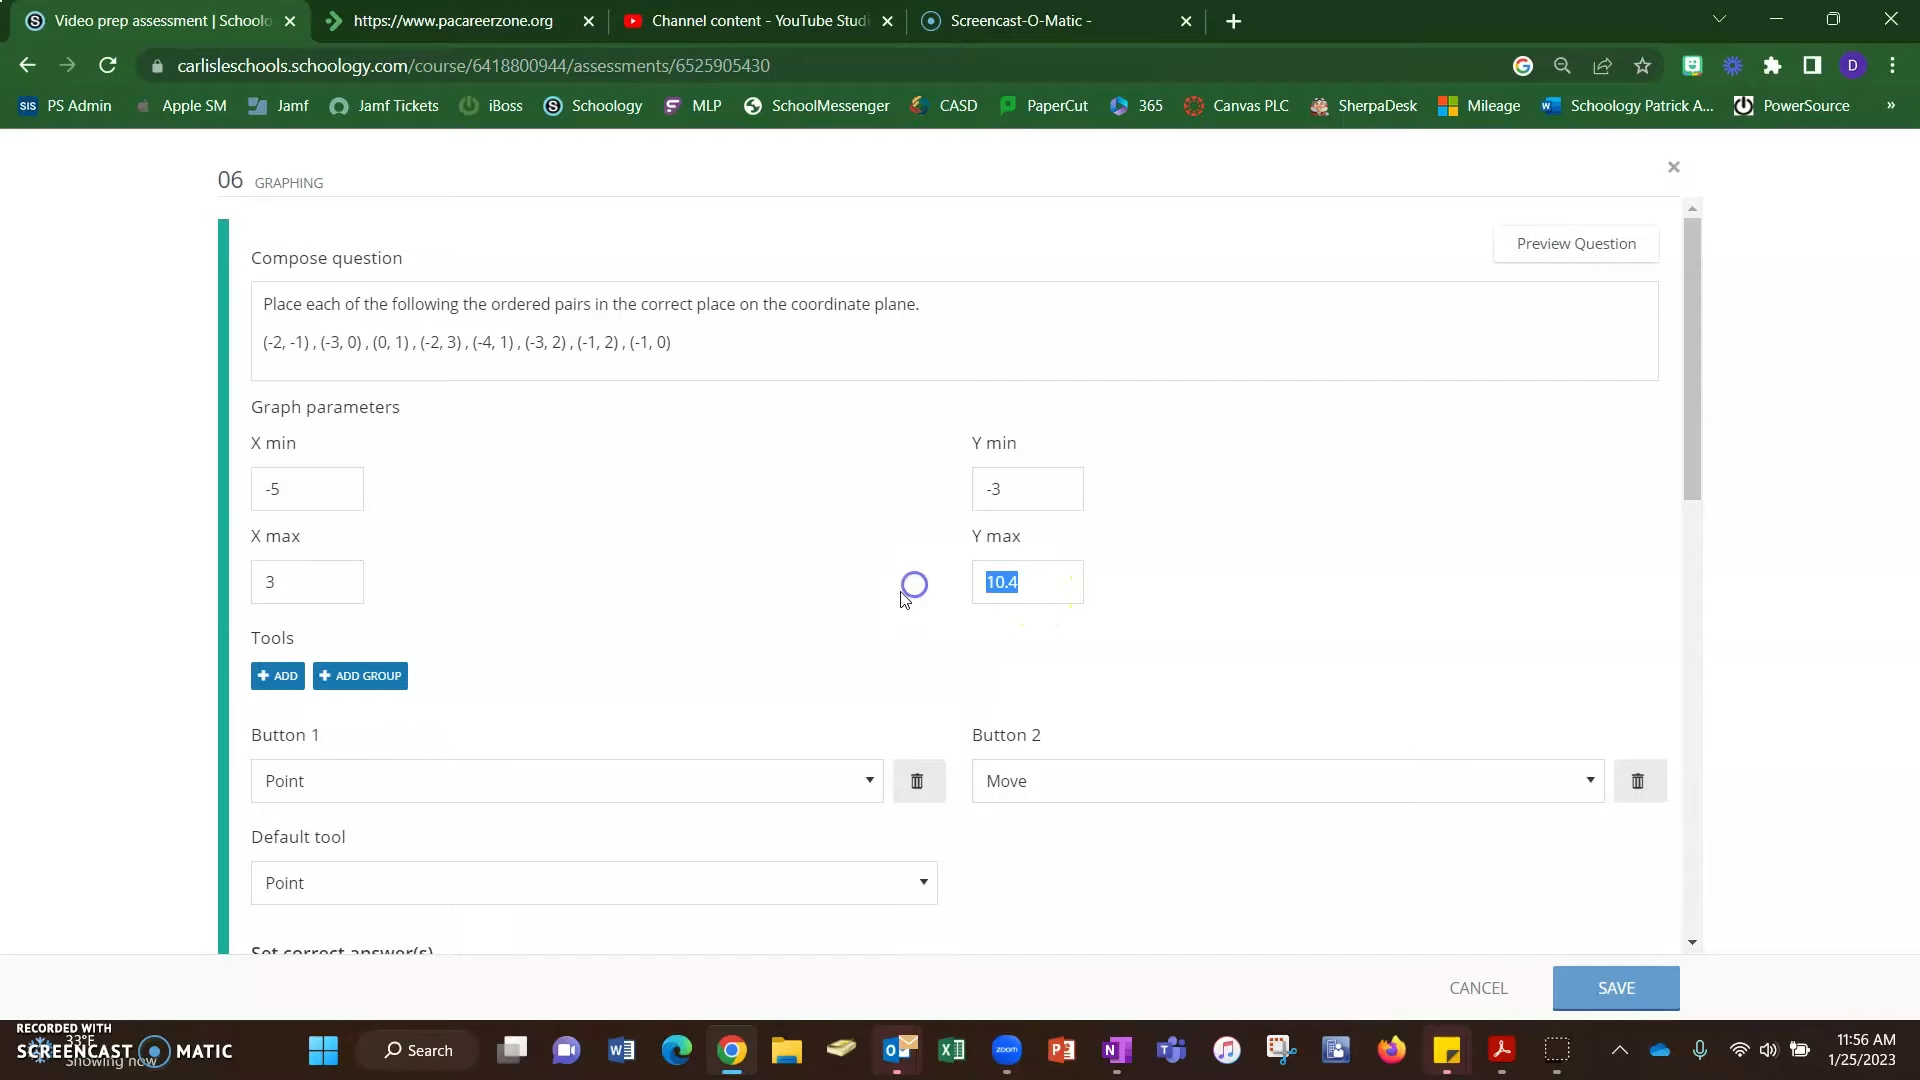 Video prep assessment | Schoolo
https://www.pacareerzone.org
Channel content - YouTube Studi
Screencast-O-Matic -
carlisleschools.schoology.com/course/6418800944/assessments/6525905430
PS Admin
Apple SM
Jamf
Jamf Tickets
iBoss
Schoology
MLP
SchoolMessenger
CASD
PaperCut
365
Canvas PLC
SherpaDesk
Mileage
Schoology Patrick A...
PowerSource
»
06 GRAPHING
Preview Question
Compose question
Place each of the following the ordered pairs in the correct place on the coordinate plane.
(-2, -1) , (-3, 0) , (0, 1) , (-2, 3) , (-4, 1) , (-3, 2) , (-1, 2) , (-1, 0)
Graph parameters
X min
Y min
-5
-3
X max
Y max
3
10.4
Tools
+ ADD
+ ADD GROUP
Button 1
Button 2
Point
Move
Default tool
Point
Set correct answer(s)
CANCEL
SAVE
RECORDED WITH
SCREENCAST MATIC
33°F
Showing now
Search
11:56 AM
1/25/2023